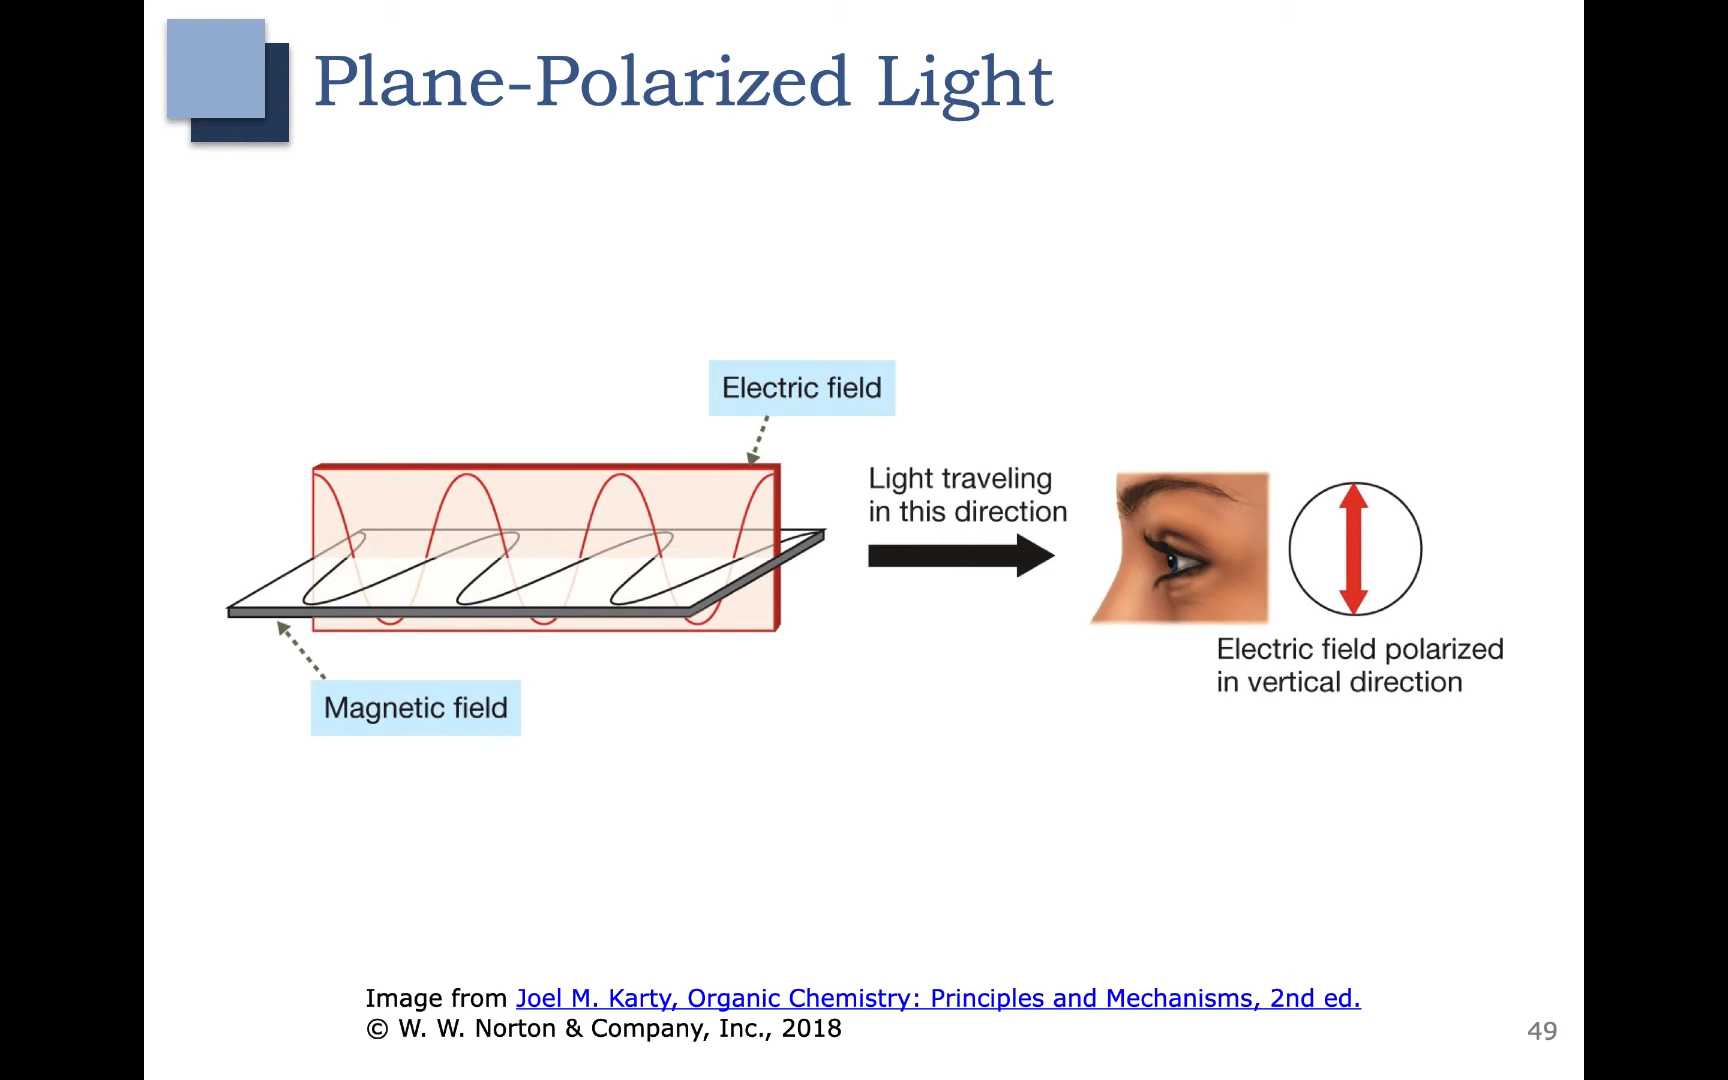 Plane-Polarized Light
Electric field
Light traveling
in this direction
Electric field polarized
in vertical direction
Magnetic field
Image from Joel M. Karty, Organic Chemistry: Principles and Mechanisms, 2nd ed.
© W. W. Norton & Company, Inc., 2018
49